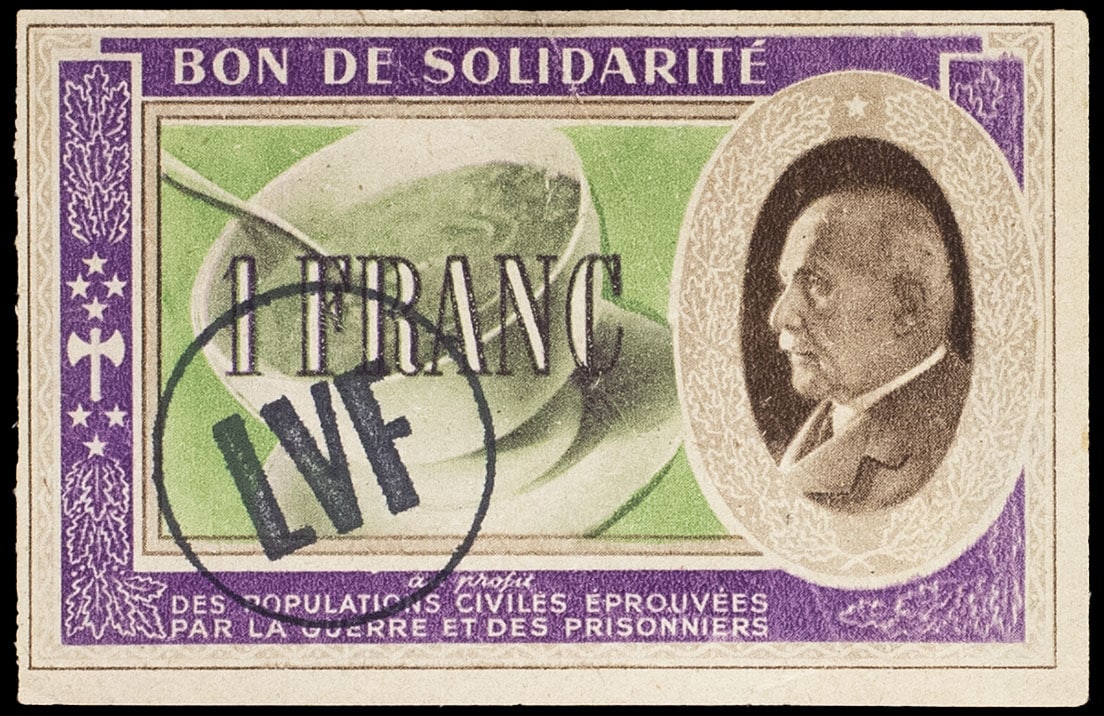 BON DE SOLIDARITÉ
1 FRANC
LVF
au profit
DES POPULATIONS CIVILES ÉPROUVÉES
PAR LA GUERRE ET DES PRISONNIERS